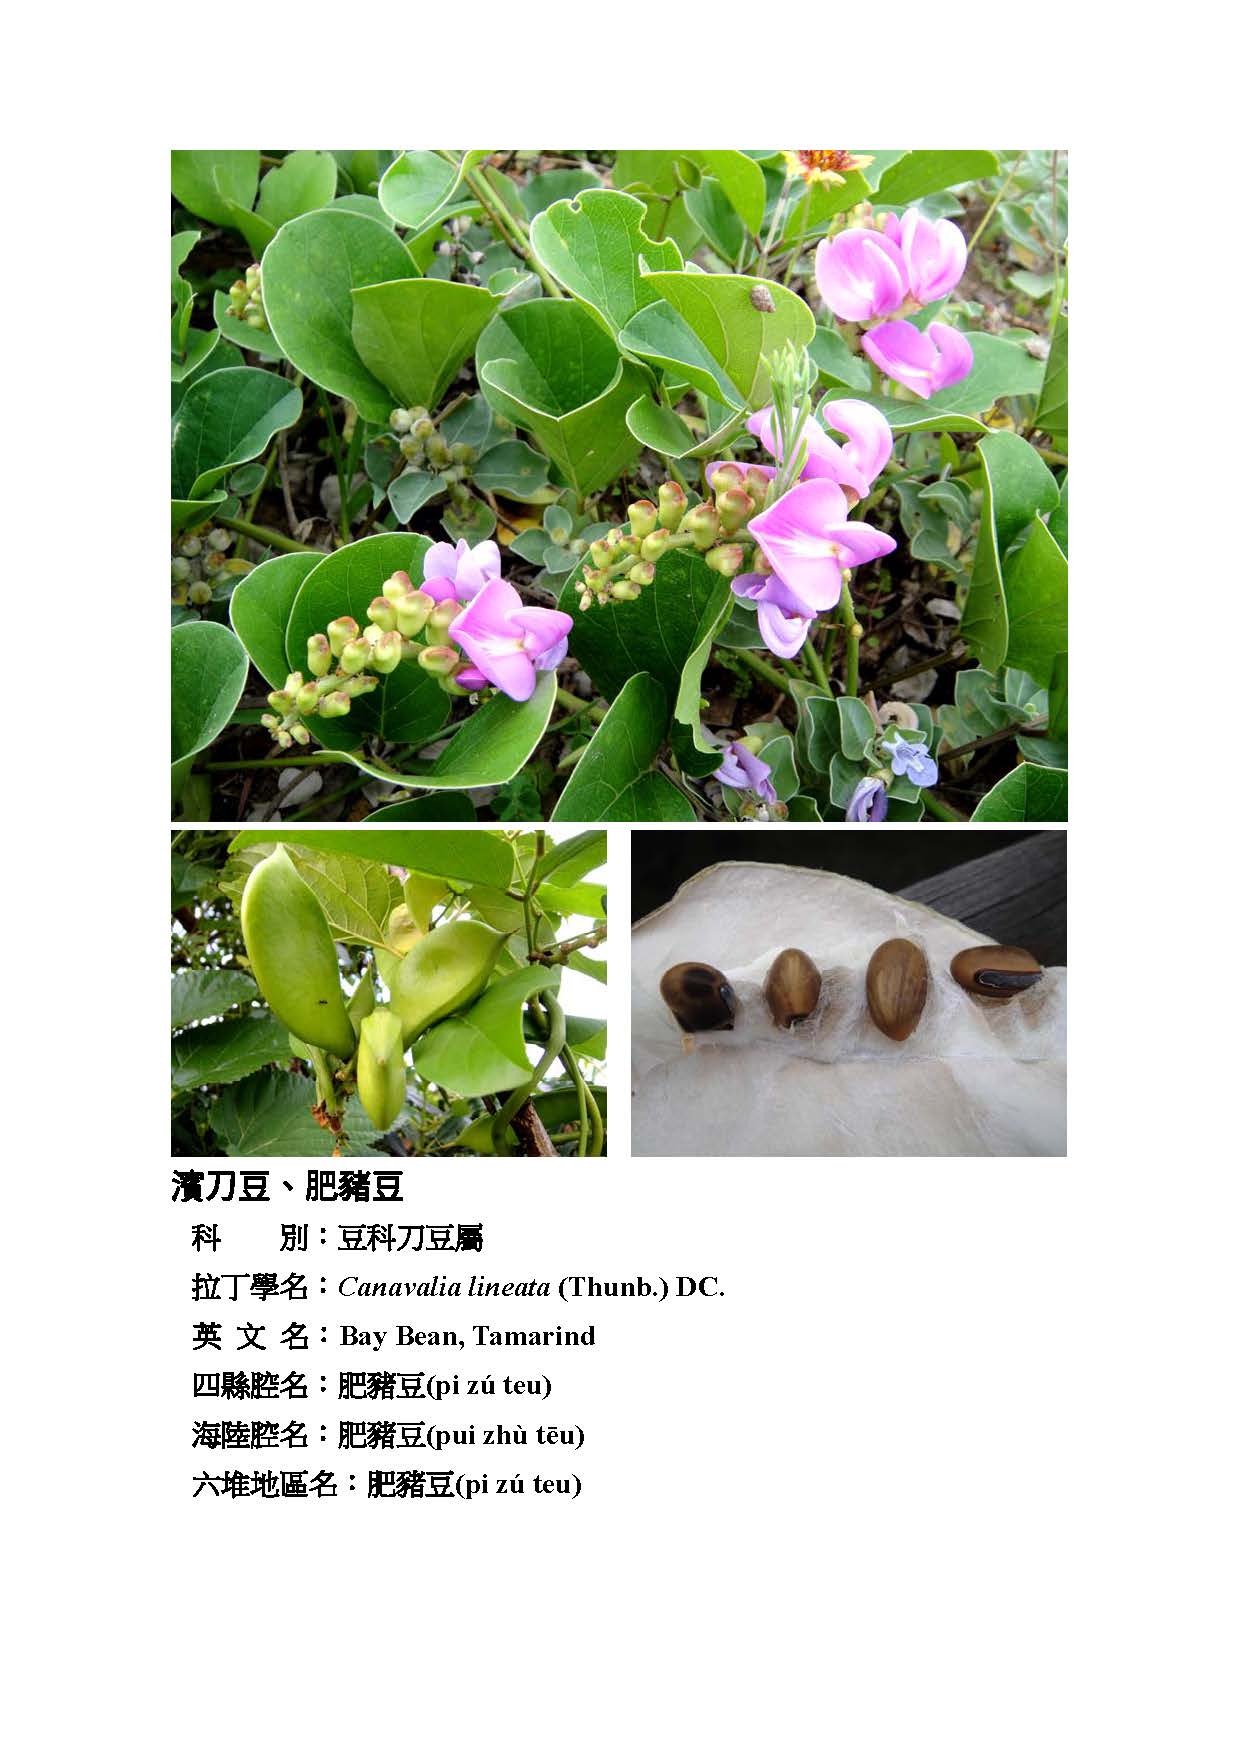 濱刀豆、肥豬豆
科　　別：豆科刀豆屬
拉丁學名：Canavalia lineata (Thunb.) DC.
英 文 名：Bay Bean, Tamarind
四縣腔名：肥豬豆(pi zú teu)
海陸腔名：肥豬豆(pui zhù tēu)
六堆地區名：肥豬豆(pi zú teu)